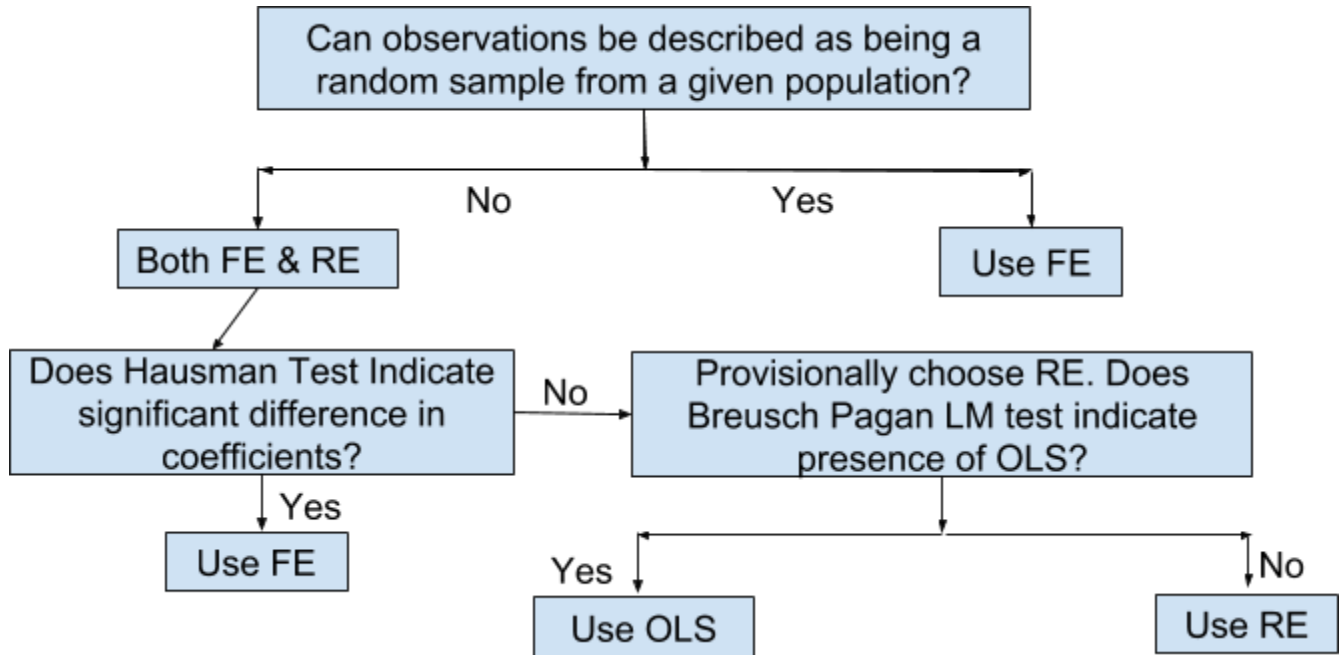 Can observations be described as being a
random sample from a given population?
No
Yes
Both FE & RE
Use FE
Does Hausman Test Indicate
significant difference in
coefficients?
No
Provisionally choose RE. Does
Breusch Pagan LM test indicate
presence of OLS?
Yes
Use FE
Yes
No
Use OLS
Use RE